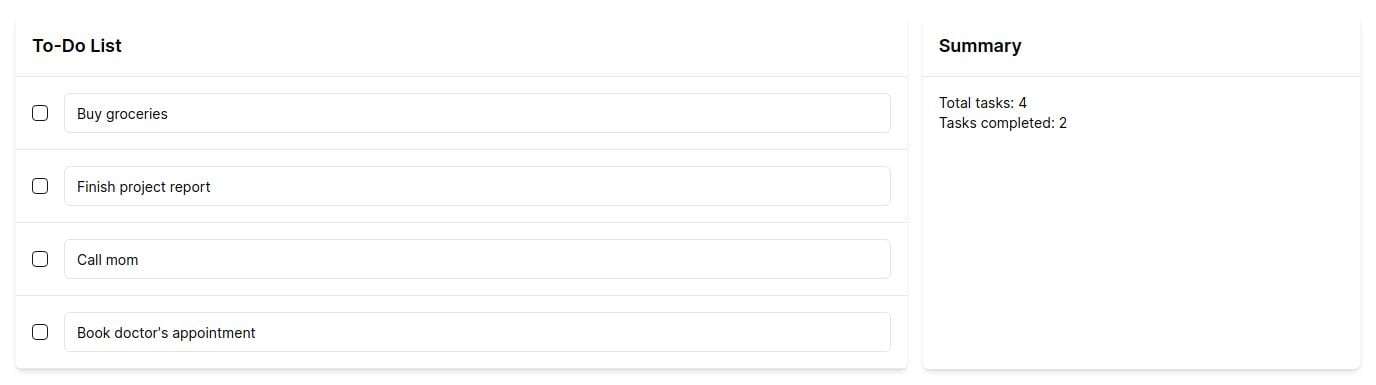 To-Do List
Buy groceries
Finish project report
Call mom
Book doctor's appointment
Summary
Total tasks: 4
Tasks completed: 2